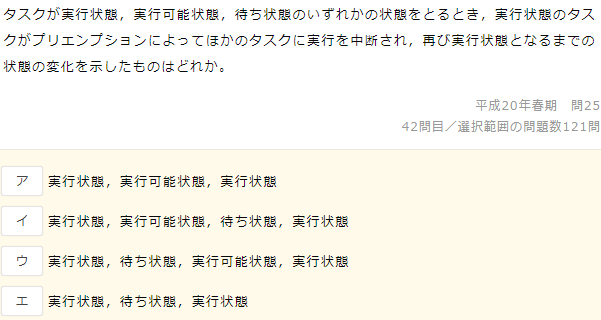 タスクが実行状態，実行可能状態，待ち状態のいずれかの状態をとるとき，実行状態のタス
クがプリエンプションによってほかのタスクに実行を中断され，再び実行状態となるまでの
状態の変化を示したものはどれか。
平成20年春期　問25
42問目／選択範囲の問題数121問
ア 実行状態，実行可能状態，実行状態
イ 実行状態，実行可能状態，待ち状態，実行状態
ウ 実行状態，待ち状態，実行可能状態，実行状態
エ 実行状態，待ち状態，実行状態